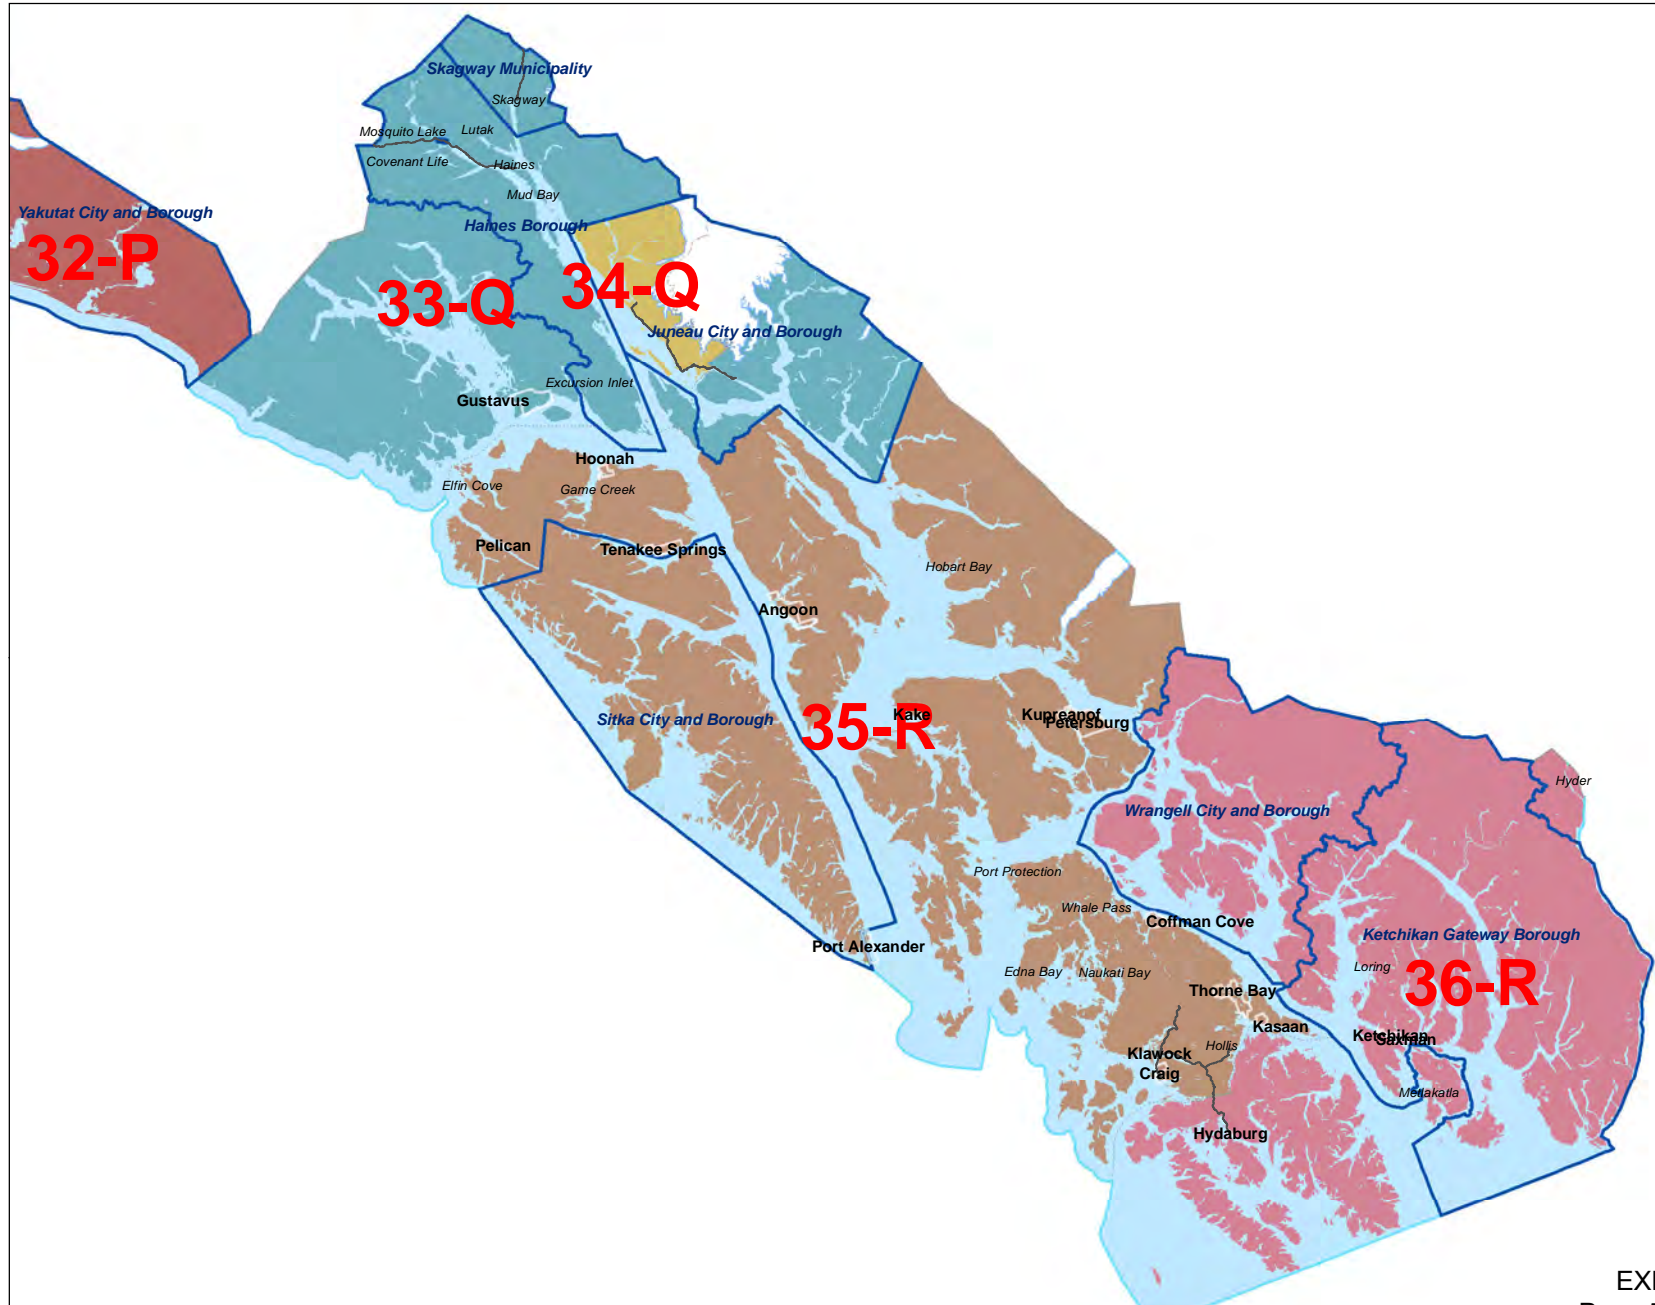 Skagway Municipality
Skagway
Mosquito Lake
Lutak
Covenant Life
Haines
Mud Bay
Yakutat City and Borough
Haines Borough
32-P
33-Q
34-Q
Juneau City and Borough
Excursion Inlet
Gustavus
Hoonah
Elfin Cove
Game Creek
Pelican
Tenakee Springs
Hobart Bay
Angoon
Sitka City and Borough
35-R
Kake
Kupreanof
Petersburg
Hyder
Wrangell City and Borough
Port Protection
Whale Pass
Coffman Cove
Port Alexander
Ketchikan Gateway Borough
Edna Bay
Naukati Bay
Loring
36-R
Thorne Bay
Kasaan
Ketchikan
Saxman
Klawock
Hollis
Craig
Metlakatla
Hydaburg
EXI